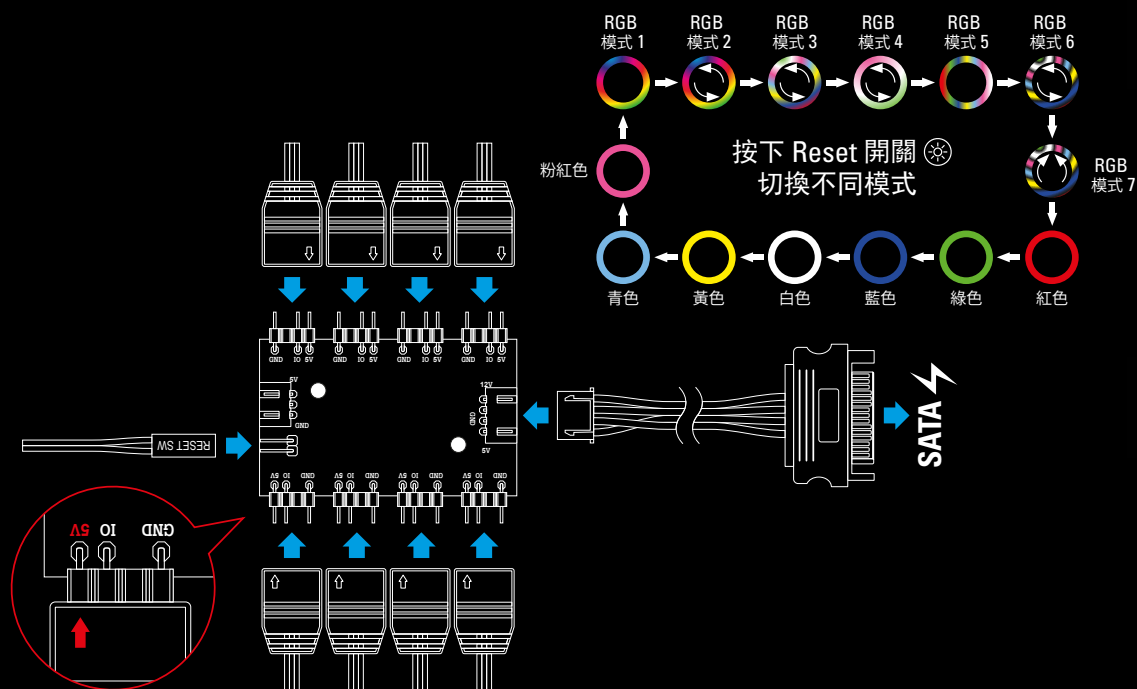 RGB
模式 1
RGB
模式 2
RGB
模式 3
RGB
模式 4
RGB
模式 5
RGB
模式 6
粉紅色
按下 Reset 開關
切換不同模式
RGB
模式 7
青色
黃色
白色
藍色
綠色
紅色
GND IO 5V
GND IO 5V
GND IO 5V
GND IO 5V
5V
GND
12V
GND
5V
RESET SW
SATA
5V IO GND
5V IO GND
5V IO GND
5V IO GND
5V IO GND